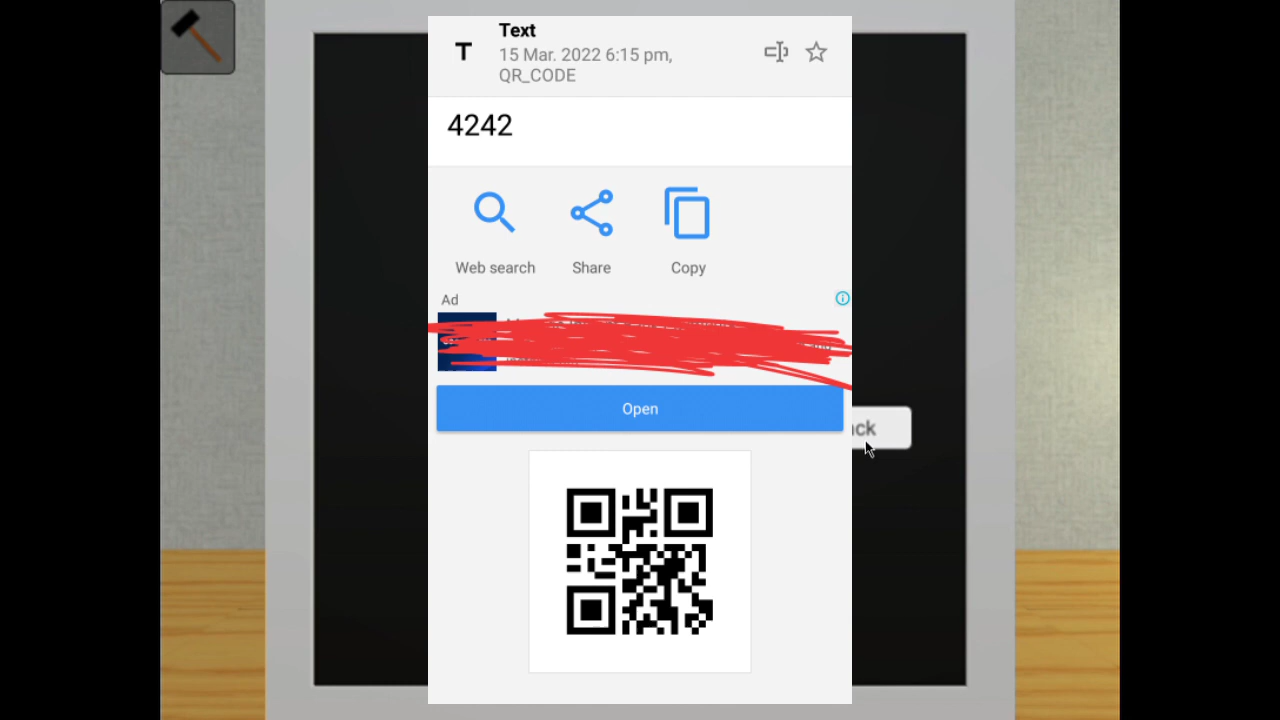 Text
15 Mar. 2022 6:15 pm,
QR_CODE
T
4242
Web search
Share
Copy
Ad
Open
ck